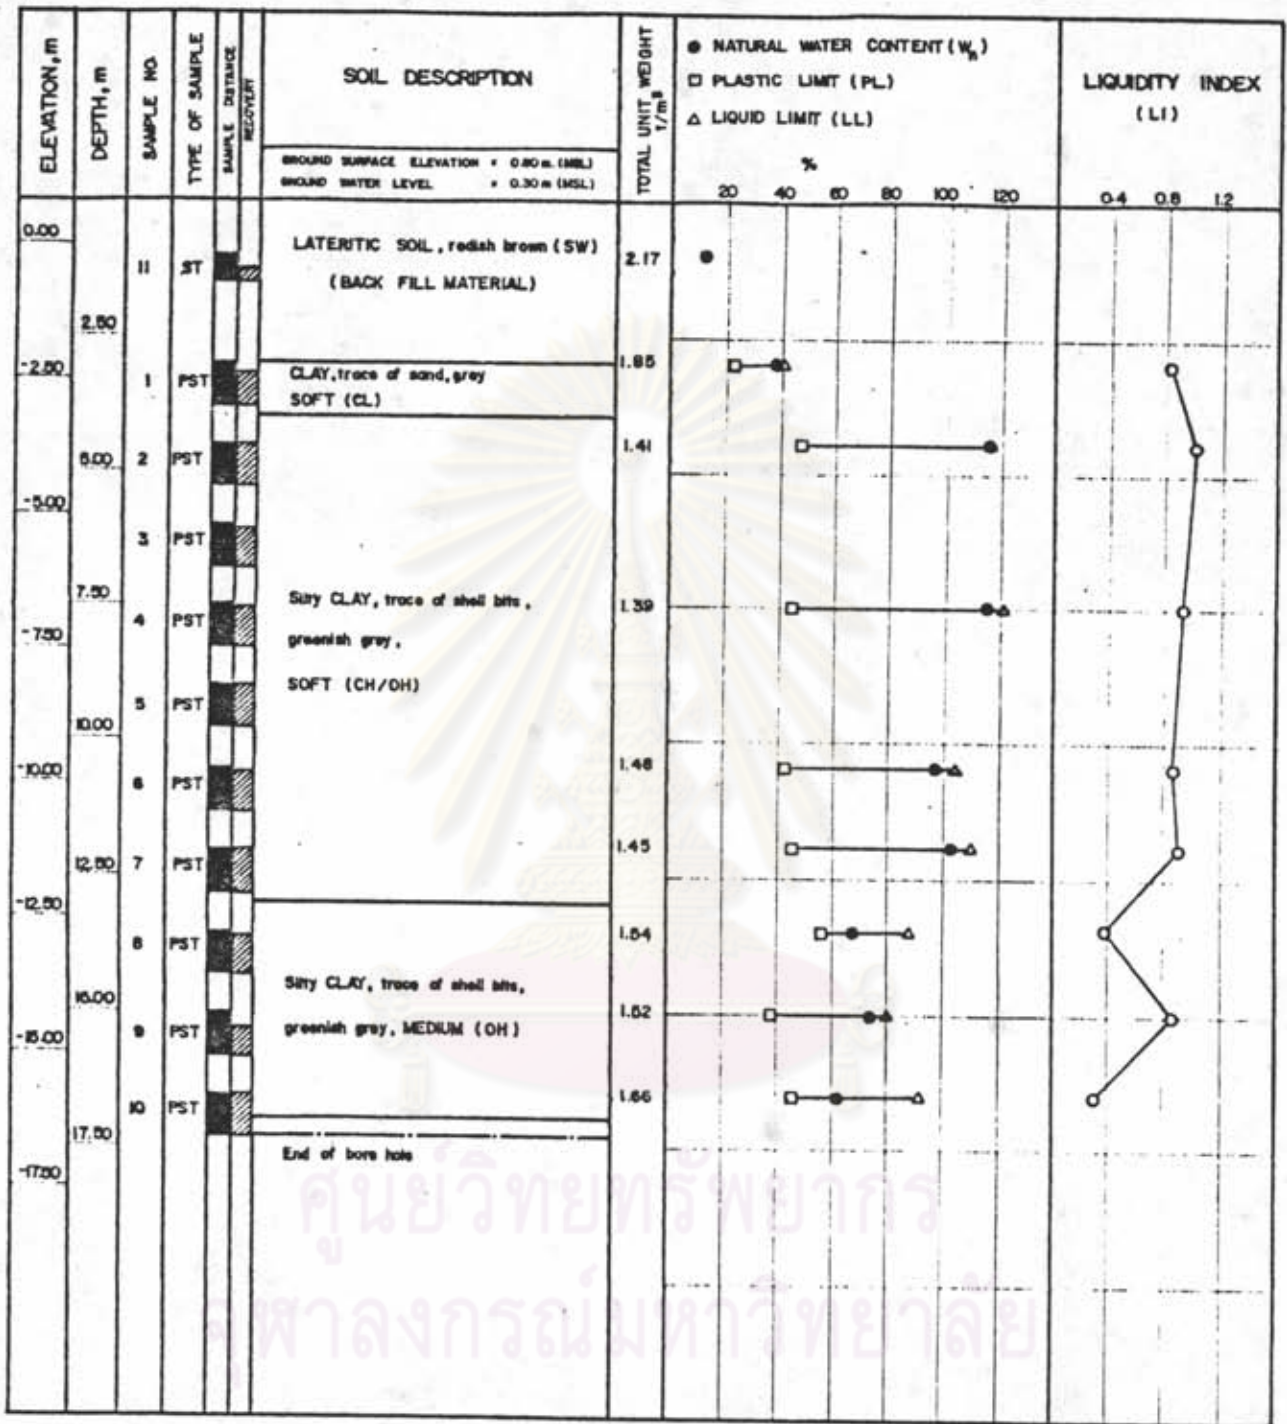 ELEVATION, m
DEPTH, m
SAMPLE NO.
TYPE OF SAMPLE
SAMPLE DISTANCE
RECOVERY
SOIL DESCRIPTION
GROUND SURFACE ELEVATION = 0.80 m. (MSL)
GROUND WATER LEVEL = 0.30 m (MSL)
TOTAL UNIT WEIGHT
t/m³
● NATURAL WATER CONTENT (Wn)
□ PLASTIC LIMIT (PL)
△ LIQUID LIMIT (LL)
%
20 40 60 80 100 120
LIQUIDITY INDEX
(LI)
0.4 0.8 1.2
0.00
LATERITIC SOIL, redish brown (SW)
(BACK FILL MATERIAL)
11 ST 2.17
2.50
-2.50
1 PST 1.85
CLAY, trace of sand, grey
SOFT (CL)
2 PST 1.41
5.00
-5.00
3 PST
7.50
Silty CLAY, trace of shell bits,
greenish grey,
SOFT (CH/OH)
4 PST 1.39
-7.50
5 PST
10.00
-10.00
6 PST 1.48
12.50
7 PST 1.45
-12.50
8 PST 1.54
Silty CLAY, trace of shell bits,
greenish grey, MEDIUM (OH)
15.00
9 PST 1.52
-15.00
10 PST 1.66
17.50
End of bore hole
-17.50
ศูนย์วิทยทรัพยากร
จุฬาลงกรณ์มหาวิทยาลัย